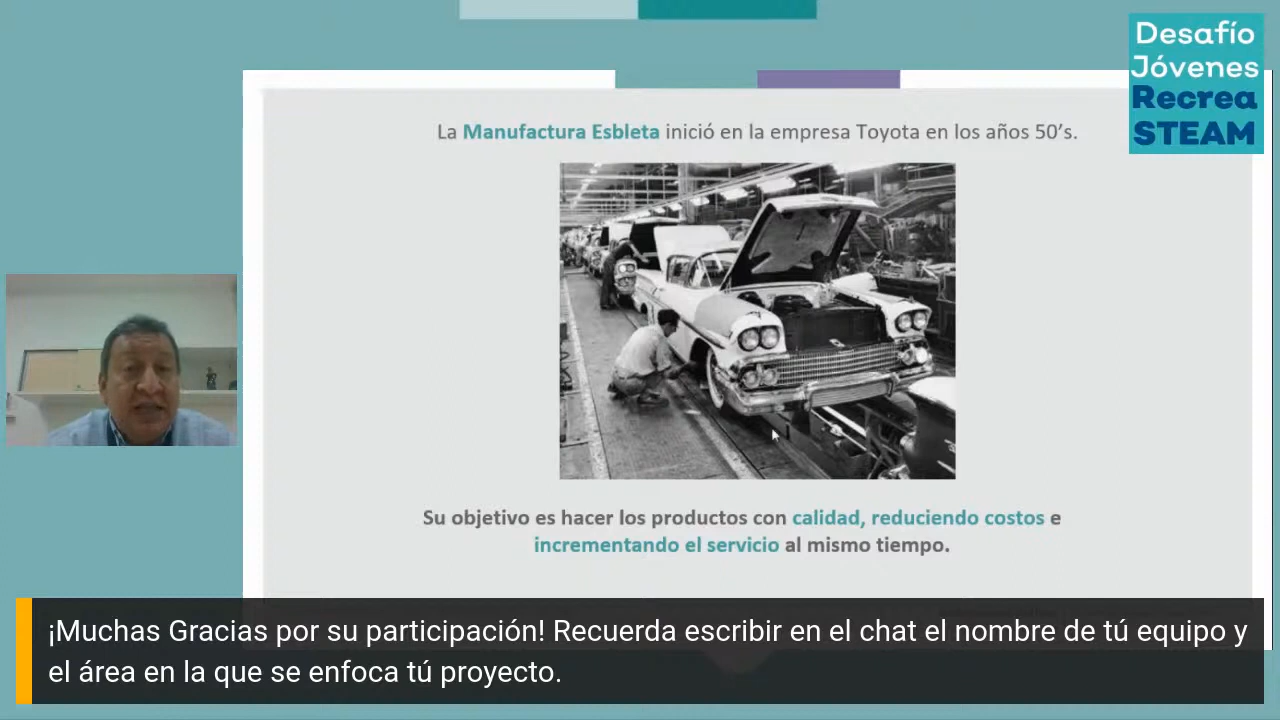 Desafío
Jóvenes
Recrea
STEAM
La Manufactura Esbleta inició en la empresa Toyota en los años 50’s.
Su objetivo es hacer los productos con calidad, reduciendo costos e
incrementando el servicio al mismo tiempo.
¡Muchas Gracias por su participación! Recuerda escribir en el chat el nombre de tú equipo y
el área en la que se enfoca tú proyecto.